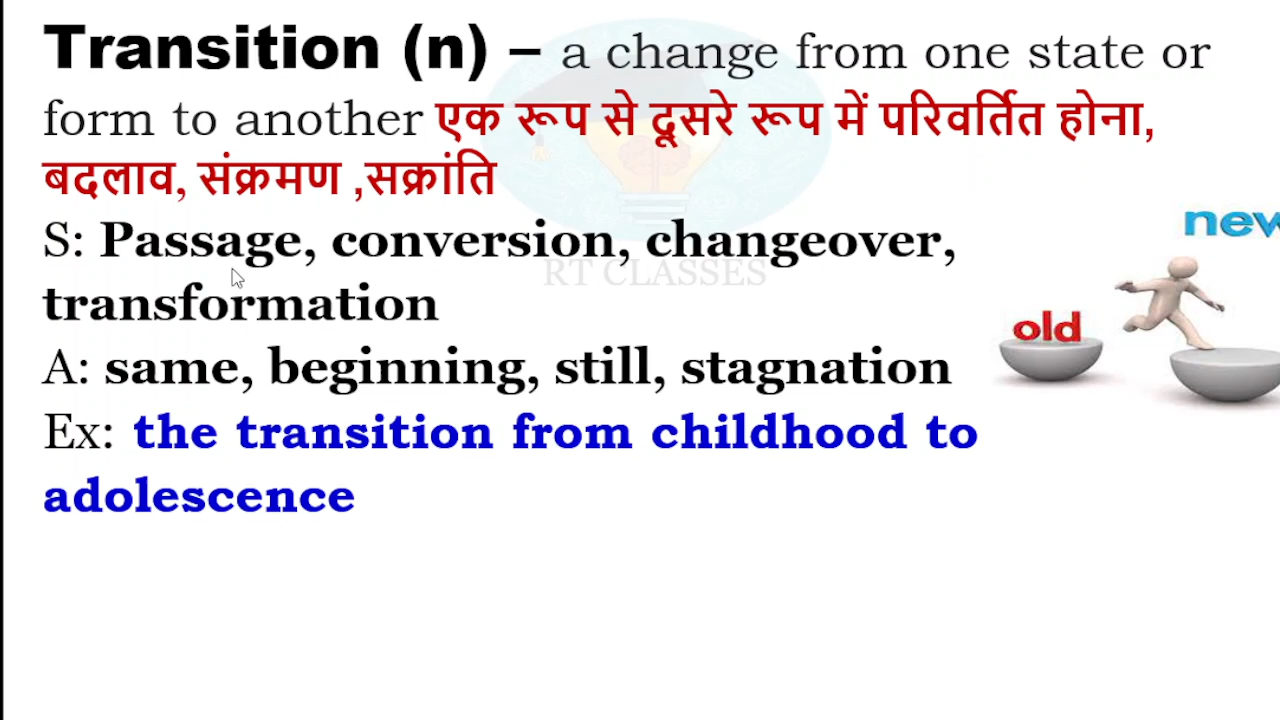 Transition (n) – a change from one state or
form to another एक रूप से दूसरे रूप में परिवर्तित होना,
बदलाव, संक्रमण ,सक्रांति
S: Passage, conversion, changeover,
transformation
A: same, beginning, still, stagnation
Ex: the transition from childhood to
adolescence
RT CLASSES
old
new